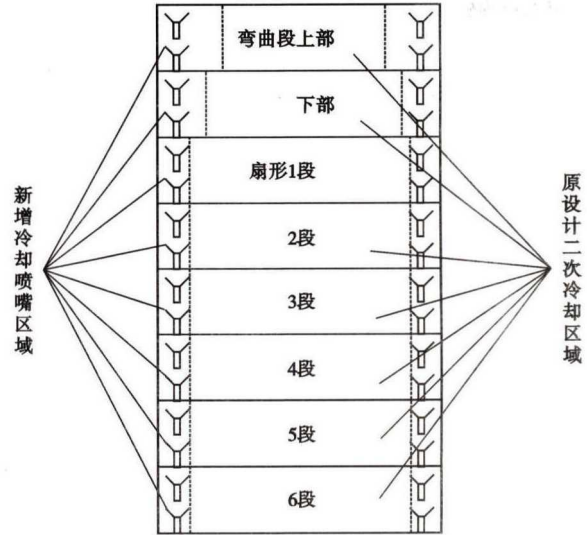 弯曲段上部
下部
扇形1段
2段
3段
4段
5段
6段
新增冷却喷嘴区域
原设计二次冷却区域